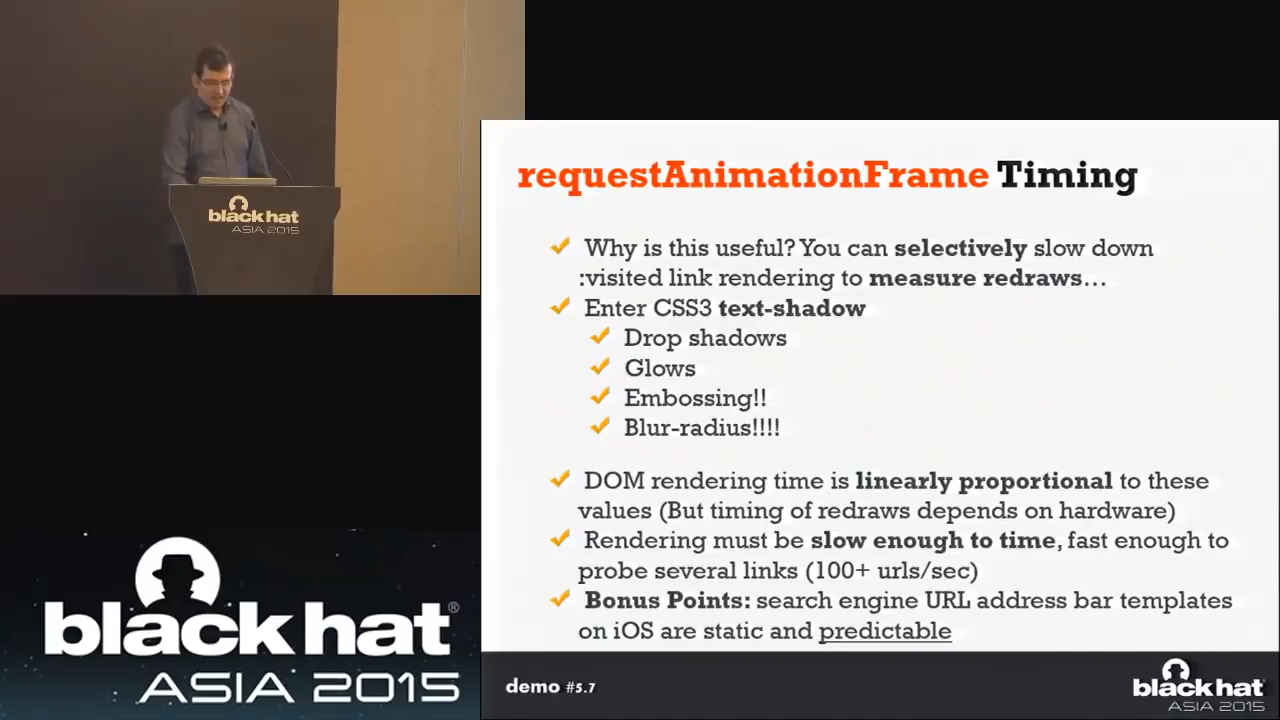 black hat
ASIA 2015
requestAnimationFrame Timing
✓ Why is this useful? You can selectively slow down
:visited link rendering to measure redraws…
✓ Enter CSS3 text-shadow
✓ Drop shadows
✓ Glows
✓ Embossing!!
✓ Blur-radius!!!!
✓ DOM rendering time is linearly proportional to these
values (But timing of redraws depends on hardware)
✓ Rendering must be slow enough to time, fast enough to
probe several links (100+ urls/sec)
✓ Bonus Points: search engine URL address bar templates
on iOS are static and predictable
demo #5.7
black hat
ASIA 2015
black hat®
ASIA 2015